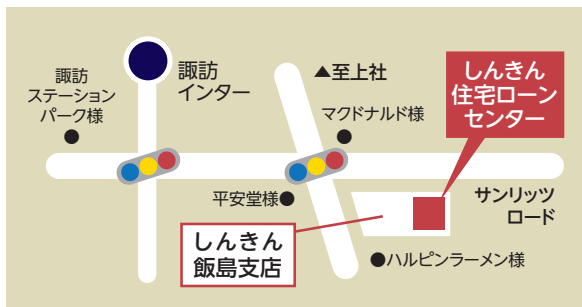 諏訪
ステーション
パーク様
諏訪
インター
▲至上社
マクドナルド様
しんきん
住宅ローン
センター
平安堂様
サンリッツ
ロード
しんきん
飯島支店
ハルピンラーメン様